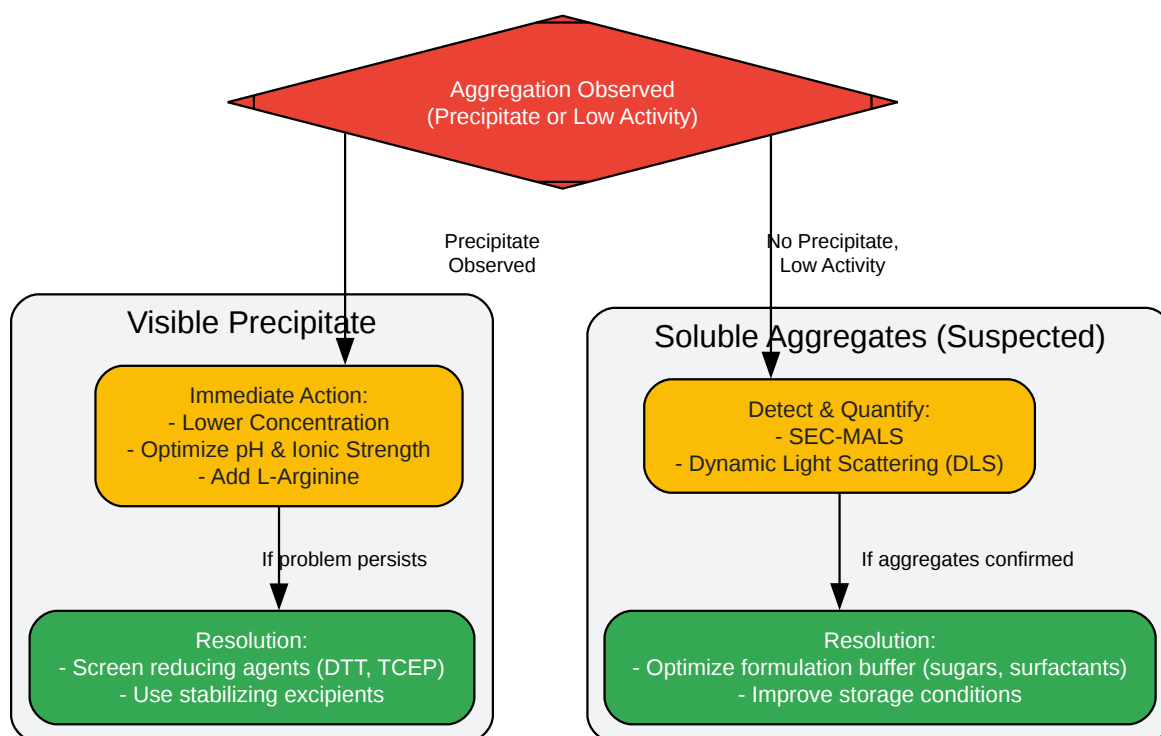 Aggregation Observed
(Precipitate or Low Activity)
Precipitate
Observed
No Precipitate,
Low Activity
Visible Precipitate
Immediate Action:
- Lower Concentration
- Optimize pH & Ionic Strength
- Add L-Arginine
If problem persists
Resolution:
- Screen reducing agents (DTT, TCEP)
- Use stabilizing excipients
Soluble Aggregates (Suspected)
Detect & Quantify:
- SEC-MALS
- Dynamic Light Scattering (DLS)
If aggregates confirmed
Resolution:
- Optimize formulation buffer (sugars, surfactants)
- Improve storage conditions